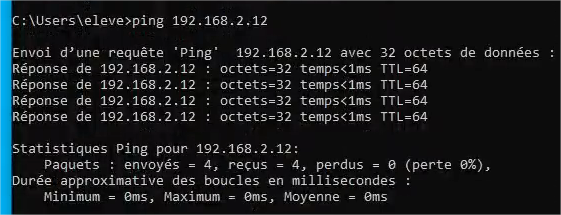 C:\Users\eleve>ping 192.168.2.12
Envoi d’une requête 'Ping'  192.168.2.12 avec 32 octets de données :
Réponse de 192.168.2.12 : octets=32 temps<1ms TTL=64
Réponse de 192.168.2.12 : octets=32 temps<1ms TTL=64
Réponse de 192.168.2.12 : octets=32 temps<1ms TTL=64
Réponse de 192.168.2.12 : octets=32 temps<1ms TTL=64
Statistiques Ping pour 192.168.2.12:
    Paquets : envoyés = 4, reçus = 4, perdus = 0 (perte 0%),
Durée approximative des boucles en millisecondes :
    Minimum = 0ms, Maximum = 0ms, Moyenne = 0ms